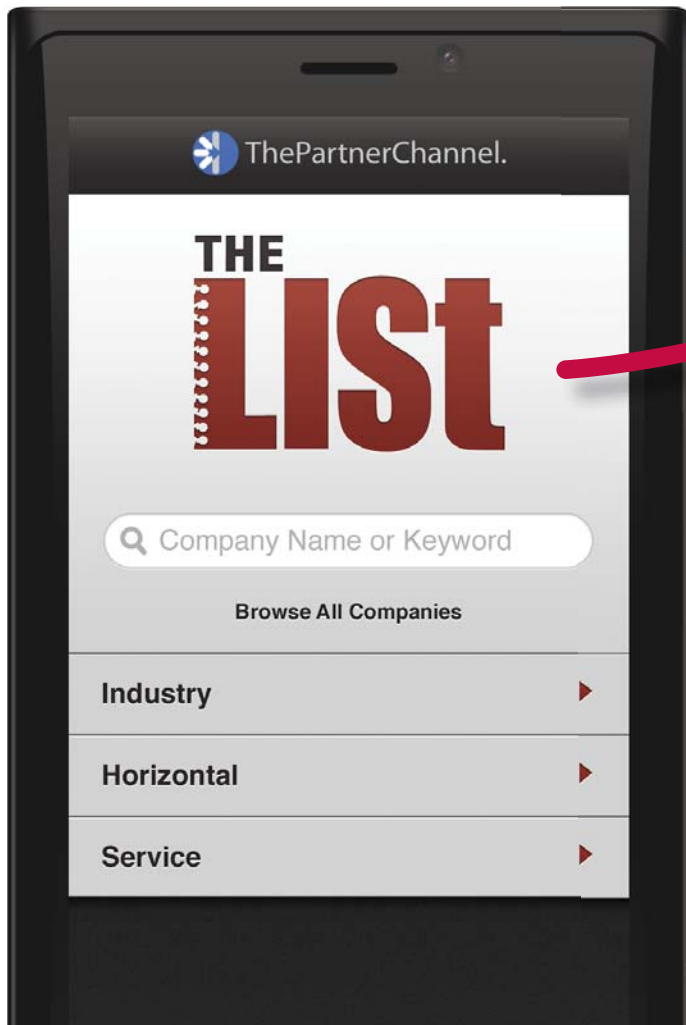 ThePartnerChannel.
THE
LISt
Company Name or Keyword
Browse All Companies
Industry
Horizontal
Service